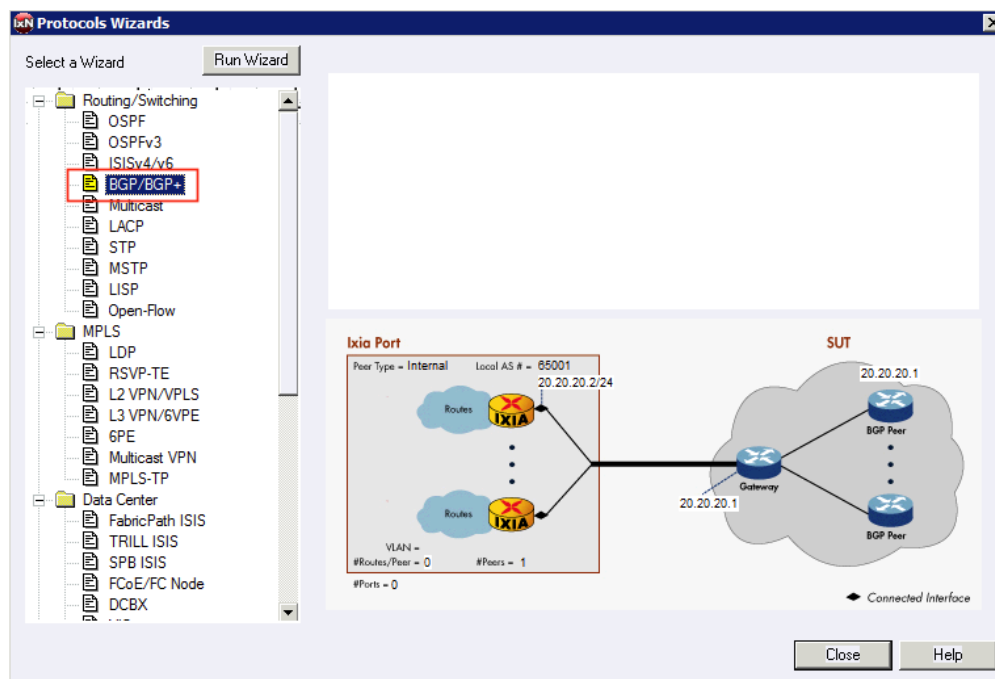 IxN Protocols Wizards
Select a Wizard
Run Wizard
Routing/Switching
OSPF
OSPFv3
ISISv4/v6
BGP/BGP+
Multicast
LACP
STP
MSTP
LISP
Open-Flow
MPLS
LDP
RSVP-TE
L2 VPN/VPLS
L3 VPN/6VPE
6PE
Multicast VPN
MPLS-TP
Data Center
FabricPath ISIS
TRILL ISIS
SPB ISIS
FCoE/FC Node
DCBX
Ixia Port
SUT
Peer Type = Internal
Local AS # = 65001
20.20.20.2/24
20.20.20.1
Routes
IXIA
BGP Peer
Gateway
20.20.20.1
Routes
IXIA
BGP Peer
VLAN =
#Routes/Peer = 0
#Peers = 1
#Ports = 0
Connected Interface
Close
Help